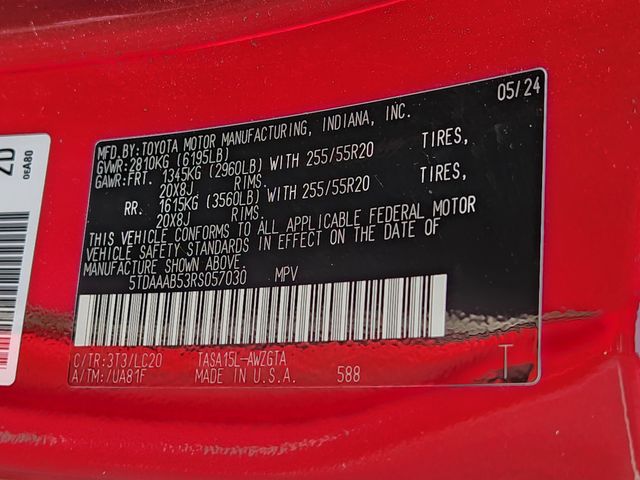 05/24
MFD.BY:TOYOTA MOTOR MANUFACTURING, INDIANA, INC.
GVWR:2810KG (6195LB)
GAWR:FRT. 1345KG (2960LB) WITH 255/55R20 TIRES,
20X8J RIMS.
RR. 1615KG (3560LB) WITH 255/55R20 TIRES,
20X8J RIMS.
THIS VEHICLE CONFORMS TO ALL APPLICABLE FEDERAL MOTOR
VEHICLE SAFETY STANDARDS IN EFFECT ON THE DATE OF
MANUFACTURE SHOWN ABOVE.
5TDAAAB53RS057030 MPV
C/TR:3T3/LC20 TASA15L-AWZGTA
A/TM:/UA81F MADE IN U.S.A. 588
T
0EA80